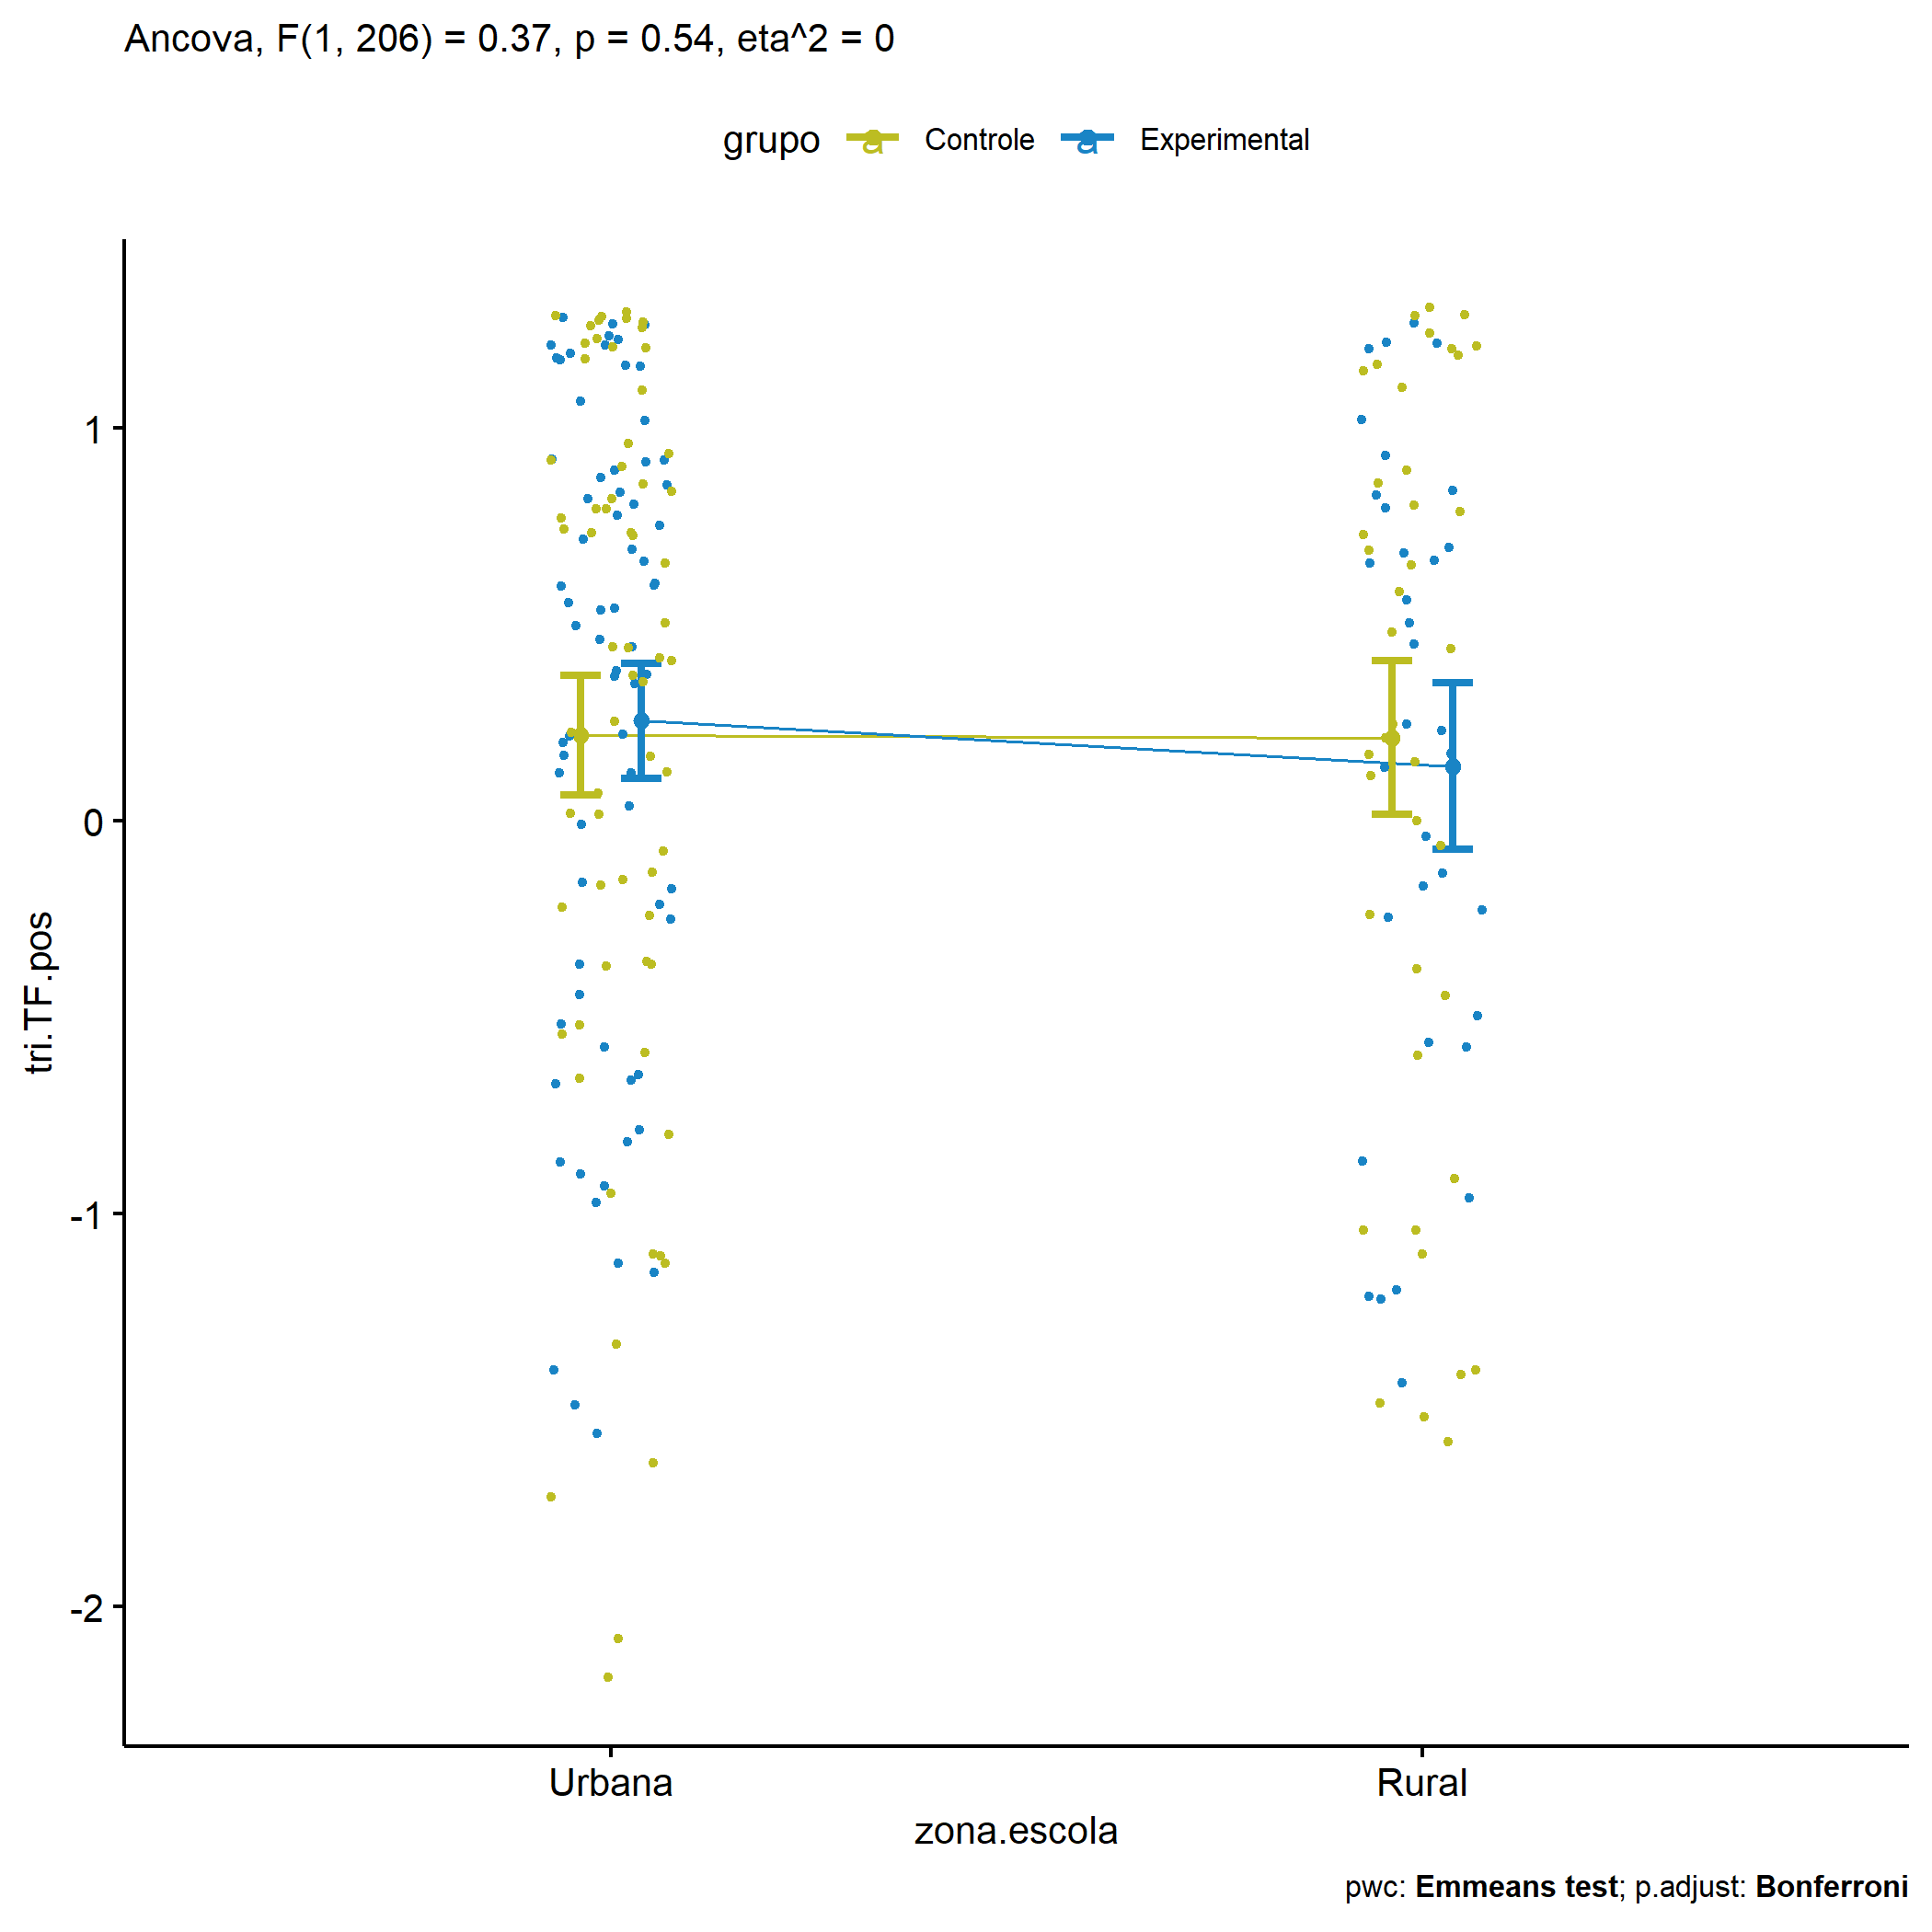 Ancova, F(1, 206) = 0.37, p = 0.54, eta^2 = 0
grupo a Controle a Experimental
1
0
-1
-2
tri.TF.pos
Urbana Rural
zona.escola
pwc: Emmeans test; p.adjust: Bonferroni